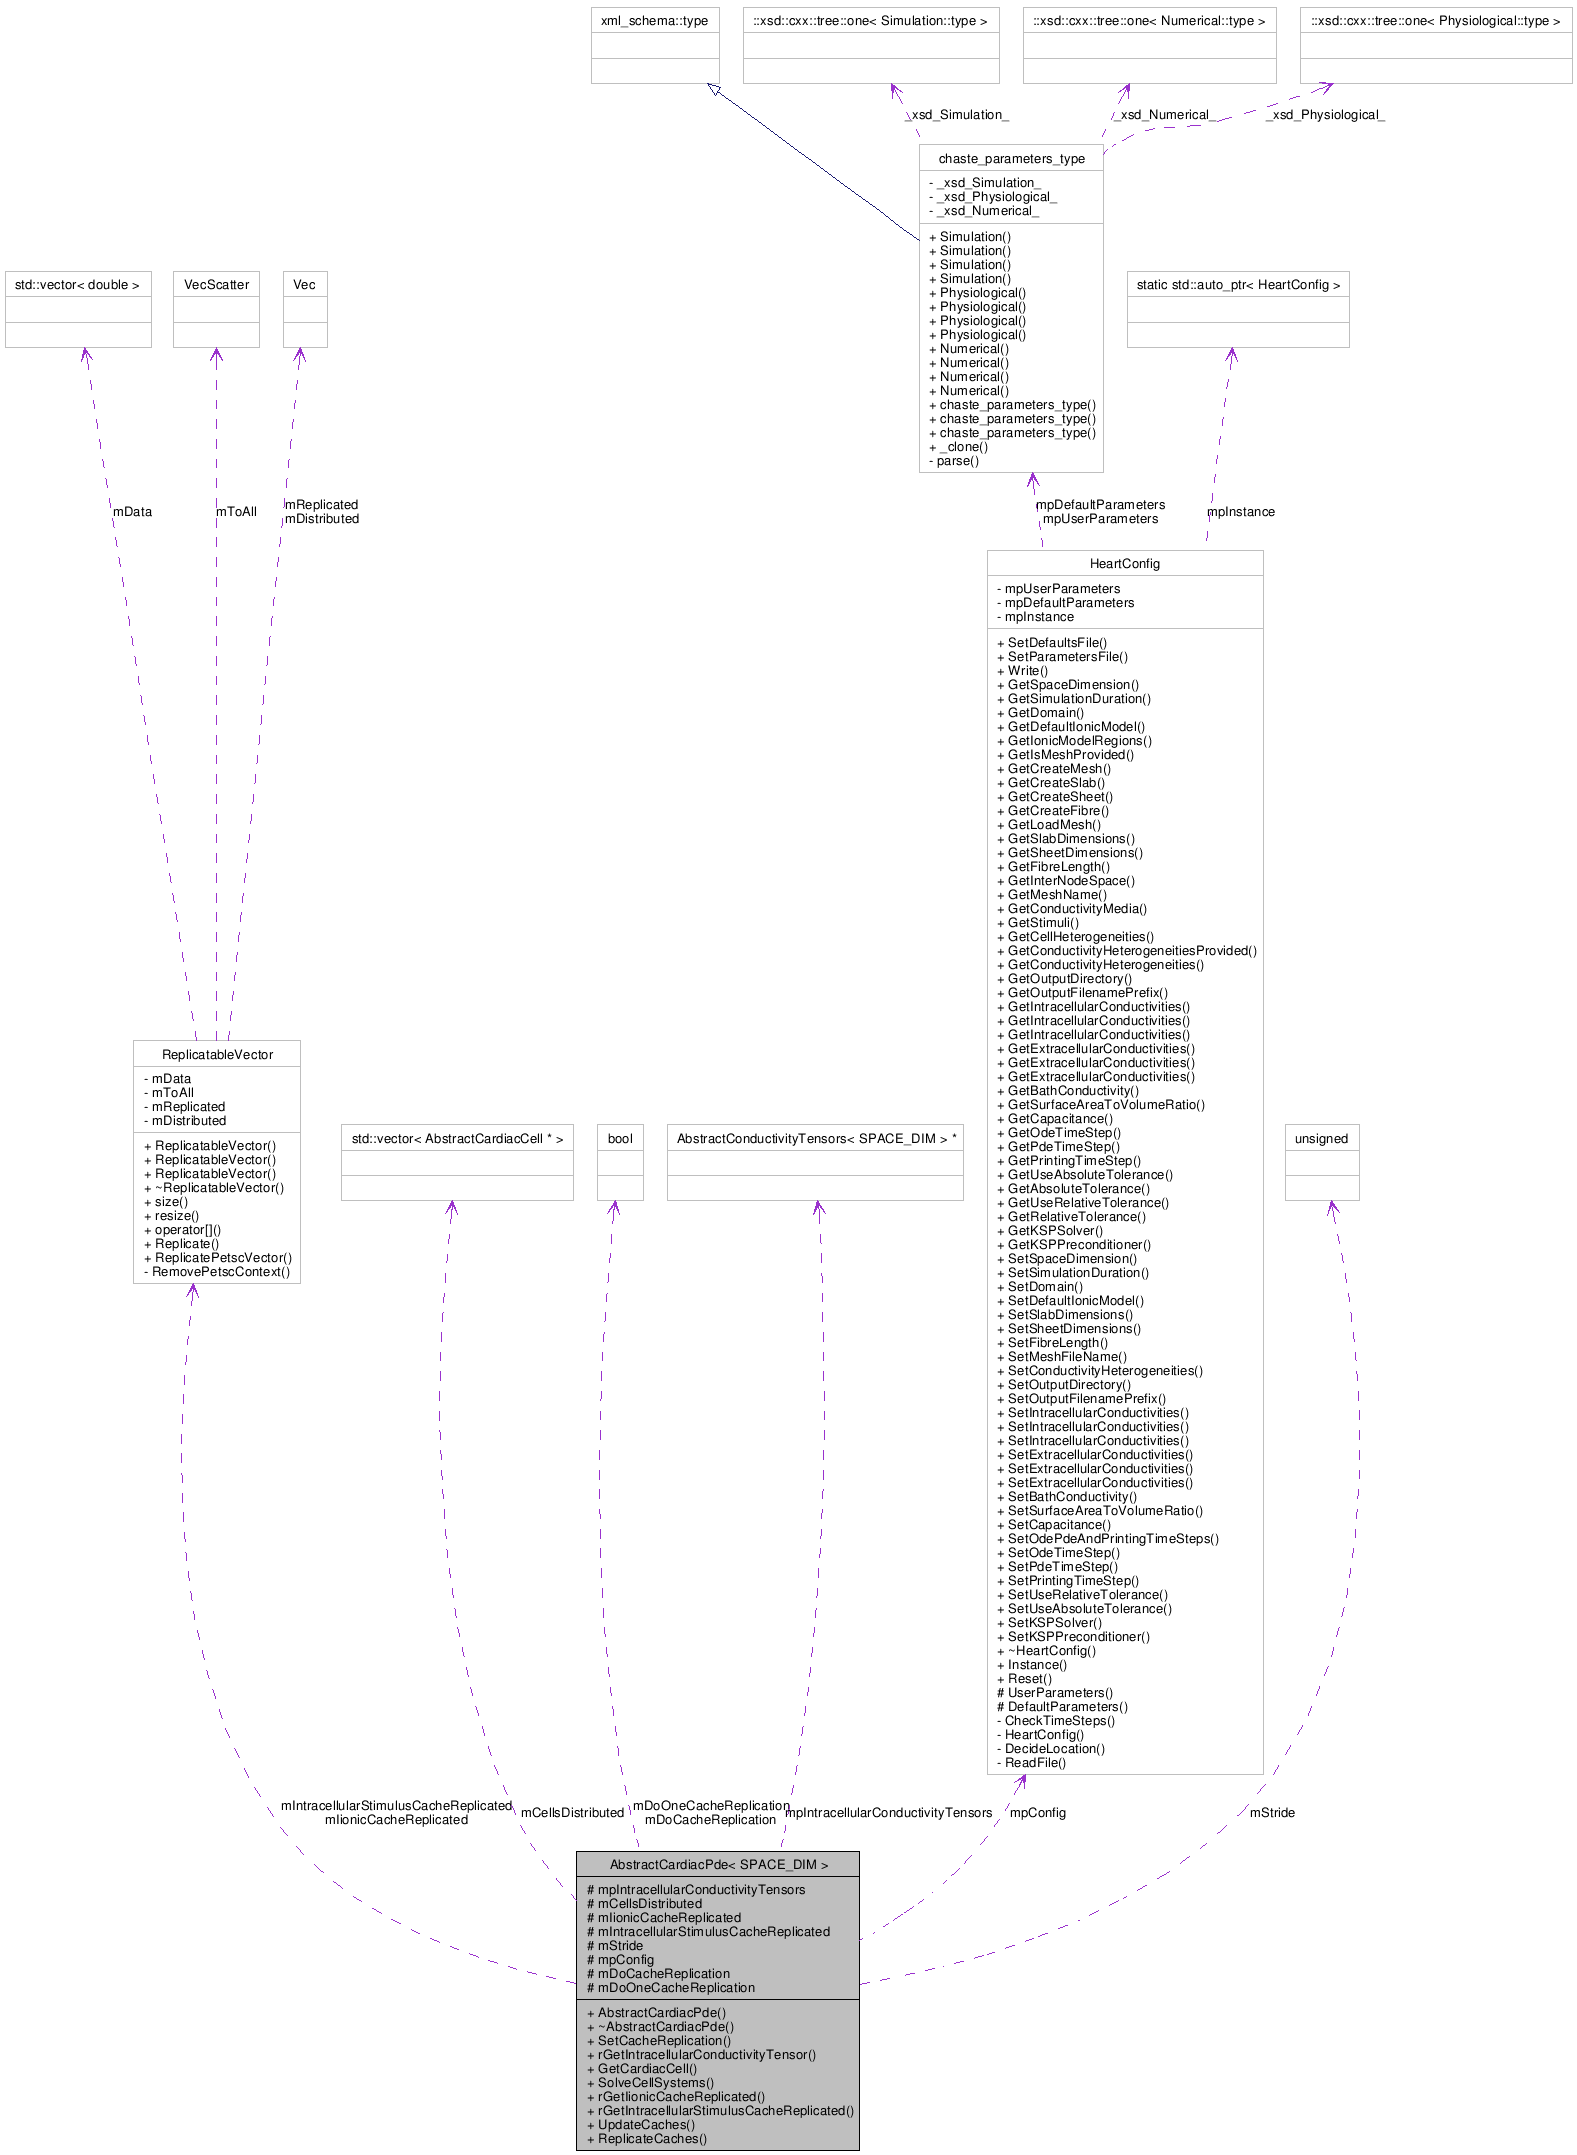 xml_schema::type
::xsd::cxx::tree::one< Simulation::type >
::xsd::cxx::tree::one< Numerical::type >
::xsd::cxx::tree::one< Physiological::type >
_xsd_Simulation_
_xsd_Numerical_
_xsd_Physiological_
chaste_parameters_type
- _xsd_Simulation_
- _xsd_Physiological_
- _xsd_Numerical_
+ Simulation()
+ Simulation()
+ Simulation()
+ Simulation()
+ Physiological()
+ Physiological()
+ Physiological()
+ Physiological()
+ Numerical()
+ Numerical()
+ Numerical()
+ Numerical()
+ chaste_parameters_type()
+ chaste_parameters_type()
+ chaste_parameters_type()
+ _clone()
- parse()
std::vector< double >
VecScatter
Vec
static std::auto_ptr< HeartConfig >
mData
mToAll
mReplicated
mDistributed
mpDefaultParameters
mpUserParameters
mpInstance
HeartConfig
- mpUserParameters
- mpDefaultParameters
- mpInstance
+ SetDefaultsFile()
+ SetParametersFile()
+ Write()
+ GetSpaceDimension()
+ GetSimulationDuration()
+ GetDomain()
+ GetDefaultIonicModel()
+ GetIonicModelRegions()
+ GetIsMeshProvided()
+ GetCreateMesh()
+ GetCreateSlab()
+ GetCreateSheet()
+ GetCreateFibre()
+ GetLoadMesh()
+ GetSlabDimensions()
+ GetSheetDimensions()
+ GetFibreLength()
+ GetInterNodeSpace()
+ GetMeshName()
+ GetConductivityMedia()
+ GetStimuli()
+ GetCellHeterogeneities()
+ GetConductivityHeterogeneitiesProvided()
+ GetConductivityHeterogeneities()
+ GetOutputDirectory()
+ GetOutputFilenamePrefix()
+ GetIntracellularConductivities()
+ GetIntracellularConductivities()
+ GetIntracellularConductivities()
+ GetExtracellularConductivities()
+ GetExtracellularConductivities()
+ GetExtracellularConductivities()
+ GetBathConductivity()
+ GetSurfaceAreaToVolumeRatio()
+ GetCapacitance()
+ GetOdeTimeStep()
+ GetPdeTimeStep()
+ GetPrintingTimeStep()
+ GetUseAbsoluteTolerance()
+ GetAbsoluteTolerance()
+ GetUseRelativeTolerance()
+ GetRelativeTolerance()
+ GetKSPSolver()
+ GetKSPPreconditioner()
+ SetSpaceDimension()
+ SetSimulationDuration()
+ SetDomain()
+ SetDefaultIonicModel()
+ SetSlabDimensions()
+ SetSheetDimensions()
+ SetFibreLength()
+ SetMeshFileName()
+ SetConductivityHeterogeneities()
+ SetOutputDirectory()
+ SetOutputFilenamePrefix()
+ SetIntracellularConductivities()
+ SetIntracellularConductivities()
+ SetIntracellularConductivities()
+ SetExtracellularConductivities()
+ SetExtracellularConductivities()
+ SetExtracellularConductivities()
+ SetBathConductivity()
+ SetSurfaceAreaToVolumeRatio()
+ SetCapacitance()
+ SetOdePdeAndPrintingTimeSteps()
+ SetOdeTimeStep()
+ SetPdeTimeStep()
+ SetPrintingTimeStep()
+ SetUseRelativeTolerance()
+ SetUseAbsoluteTolerance()
+ SetKSPSolver()
+ SetKSPPreconditioner()
+ ~HeartConfig()
+ Instance()
+ Reset()
# UserParameters()
# DefaultParameters()
- CheckTimeSteps()
- HeartConfig()
- DecideLocation()
- ReadFile()
ReplicatableVector
- mData
- mToAll
- mReplicated
- mDistributed
+ ReplicatableVector()
+ ReplicatableVector()
+ ReplicatableVector()
+ ~ReplicatableVector()
+ size()
+ resize()
+ operator[]()
+ Replicate()
+ ReplicatePetscVector()
- RemovePetscContext()
std::vector< AbstractCardiacCell * >
bool
AbstractConductivityTensors< SPACE_DIM > *
unsigned
mIntracellularStimulusCacheReplicated
mIionicCacheReplicated
mCellsDistributed
mDoOneCacheReplication
mDoCacheReplication
mpIntracellularConductivityTensors
mpConfig
mStride
AbstractCardiacPde< SPACE_DIM >
# mpIntracellularConductivityTensors
# mCellsDistributed
# mIionicCacheReplicated
# mIntracellularStimulusCacheReplicated
# mStride
# mpConfig
# mDoCacheReplication
# mDoOneCacheReplication
+ AbstractCardiacPde()
+ ~AbstractCardiacPde()
+ SetCacheReplication()
+ rGetIntracellularConductivityTensor()
+ GetCardiacCell()
+ SolveCellSystems()
+ rGetIionicCacheReplicated()
+ rGetIntracellularStimulusCacheReplicated()
+ UpdateCaches()
+ ReplicateCaches()